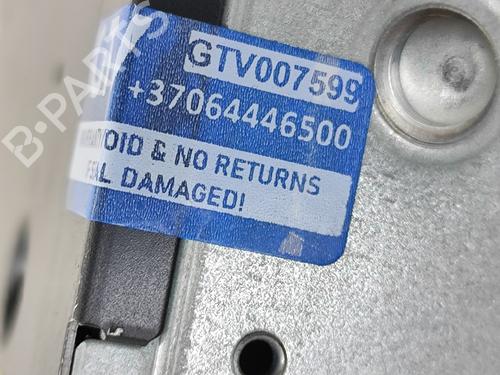 GTV007599
+37064446500
VOID & NO RETURNS
DAMAGED!
B-PARTS